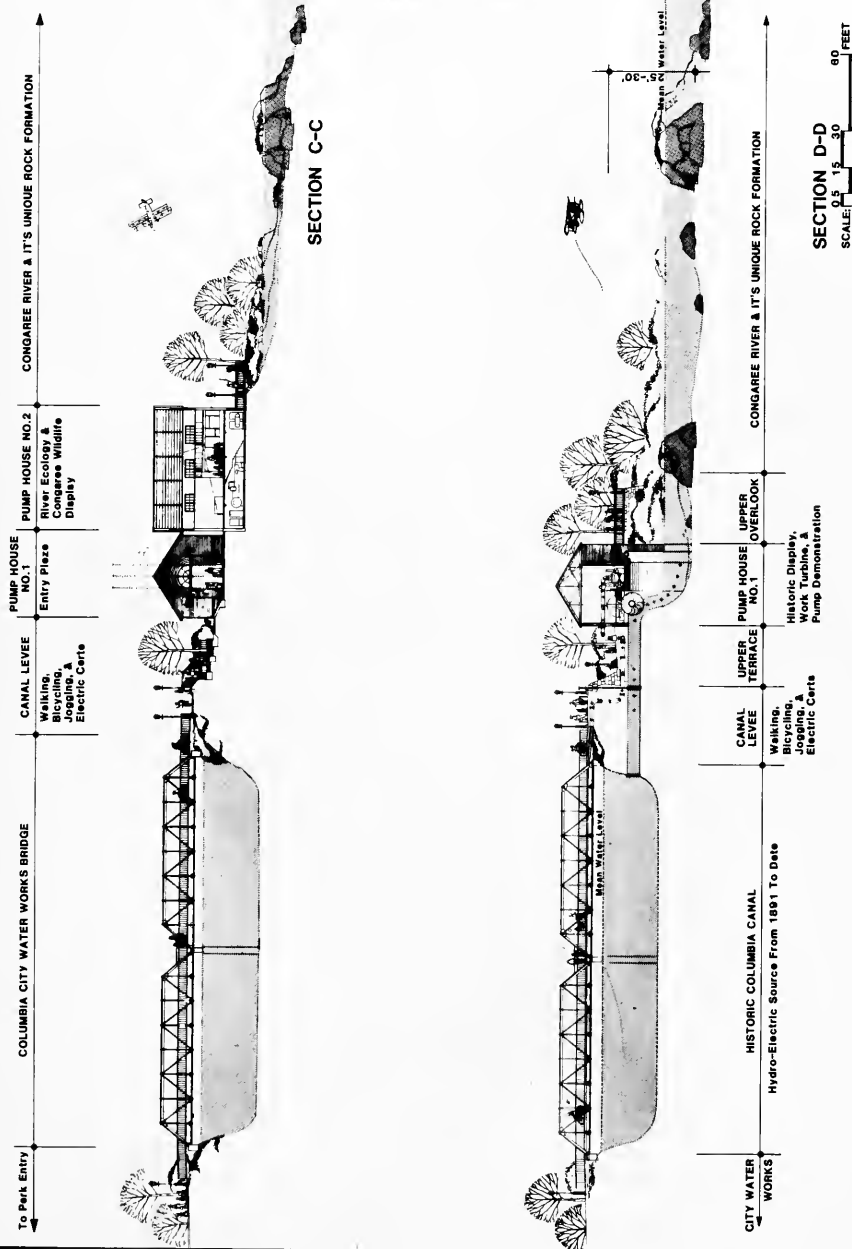 To Perk Entry
COLUMBIA CITY WATER WORKS BRIDGE
CANAL LEVEE
Walking,
Bicycling,
Jogging, &
Electric Certs
PUMP HOUSE
NO.1
Entry Plaze
PUMP HOUSE NO.2
River Ecology &
Congaree Wildlife
Display
CONGAREE RIVER & IT'S UNIQUE ROCK FORMATION
SECTION C-C
Mean Water Level
25'-30'
Mean Water Level
CITY WATER
WORKS
HISTORIC COLUMBIA CANAL
Hydro-Electric Source From 1891 To Date
CANAL
LEVEE
Walking,
Bicycling,
Jogging, &
Electric Certs
UPPER
TERRACE
PUMP HOUSE
NO.1
Historic Display,
Work Turbine, &
Pump Demonstration
UPPER
OVERLOOK
CONGAREE RIVER & IT'S UNIQUE ROCK FORMATION
SECTION D-D
SCALE: 0 5 15 30 60 FEET